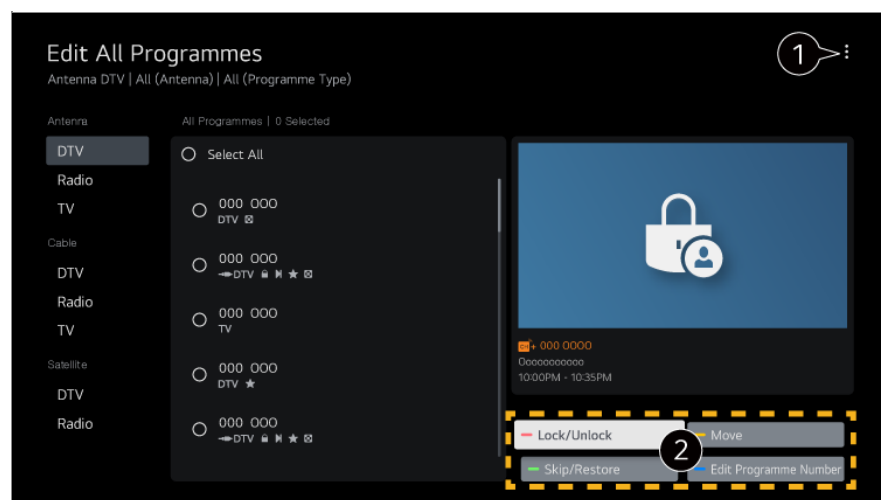 Edit All Programmes
Antenna DTV | All (Antenna) | All (Programme Type)
1
Antenna
DTV
Radio
TV
Cable
DTV
Radio
TV
Satellite
DTV
Radio
All Programmes | 0 Selected
Select All
000 000
DTV
000 000
DTV
000 000
TV
000 000
DTV
000 000
DTV
000 0000
Ooooooooooo
10:00PM - 10:35PM
Lock/Unlock
Move
2
Skip/Restore
Edit Programme Number